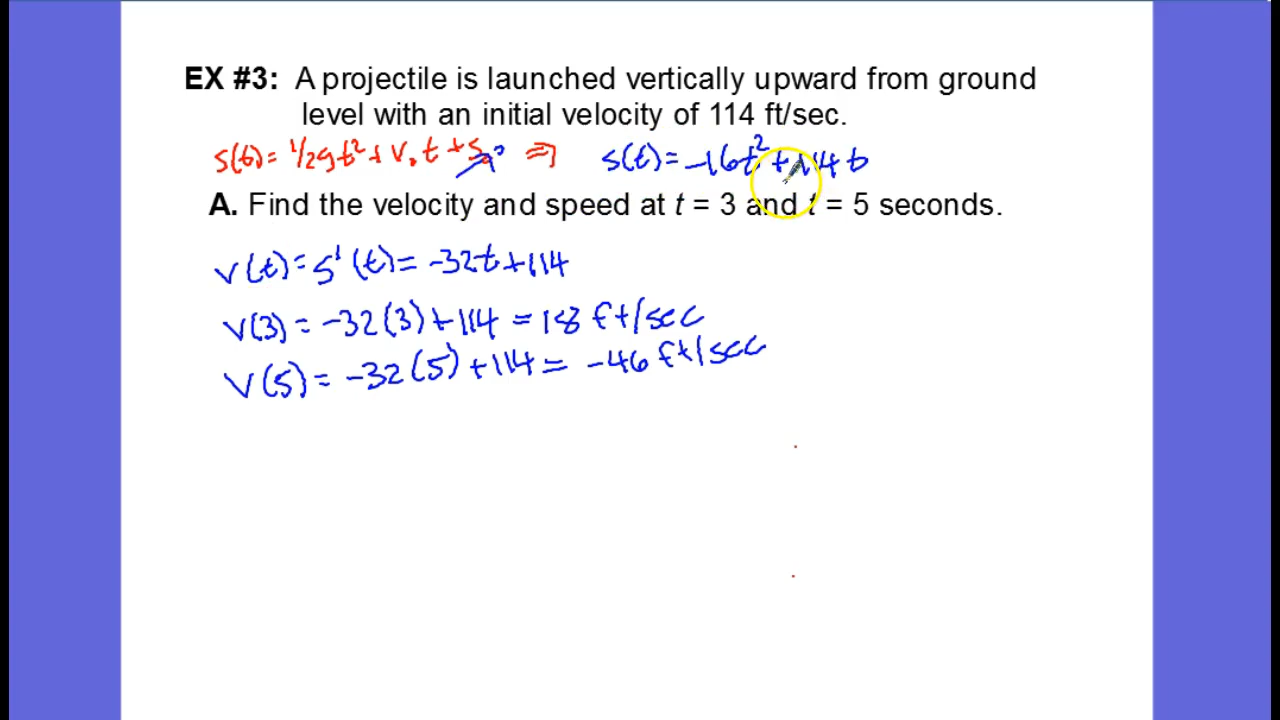 EX #3: A projectile is launched vertically upward from ground
level with an initial velocity of 114 ft/sec.
s(t)= 1/2gt² + v₀t + s₀ 0 ⇒ s(t)= -16t² + 114t
A. Find the velocity and speed at t = 3 and t = 5 seconds.
v(t)= s'(t)= -32t+114
v(3) = -32(3)+114 = 18 ft/sec
v(5) = -32(5)+114 = -46 ft/sec